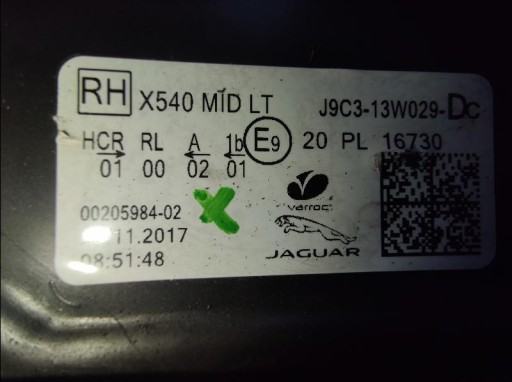 RH X540 MID LT J9C3-13W029-DC
HCR RL A 1b E9 20 PL 16730
01 00 02 01
00205984-02
.11.2017
08:51:48
varroc
JAGUAR